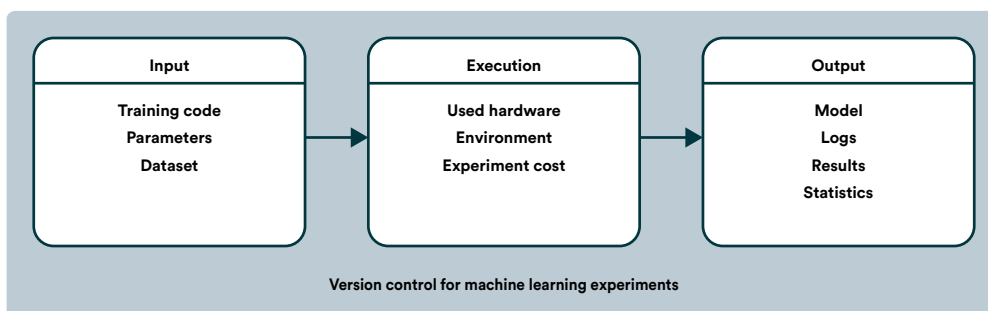 Input
Training code
Parameters
Dataset
Execution
Used hardware
Environment
Experiment cost
Output
Model
Logs
Results
Statistics
Version control for machine learning experiments